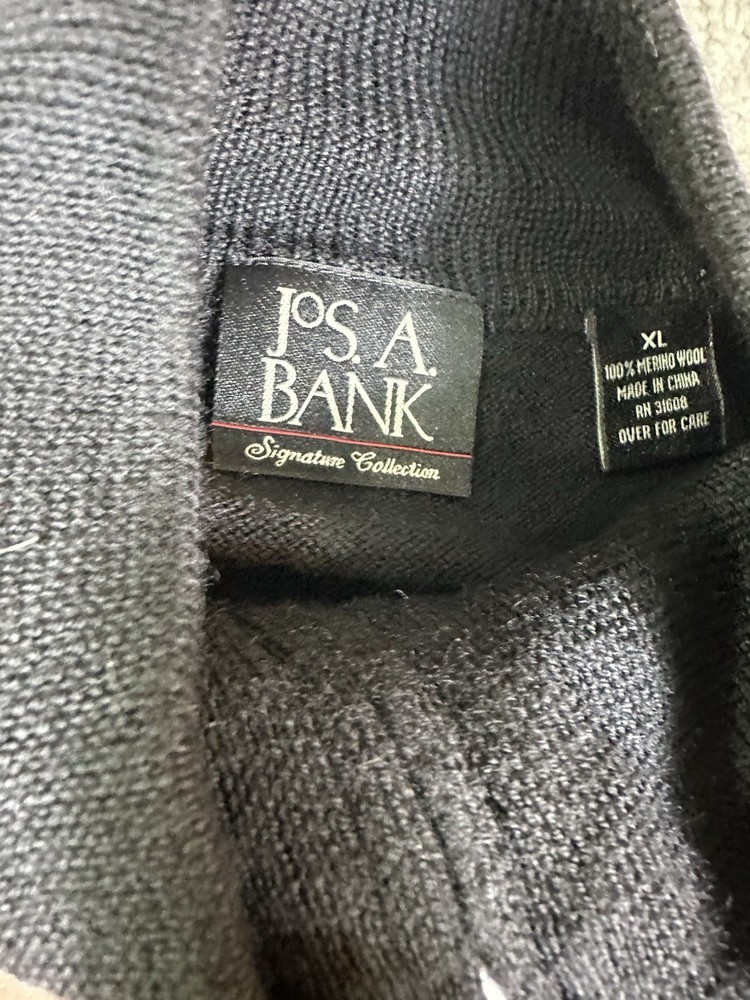 JOS. A.
BANK
Signature Collection
XL
100% MERINO WOOL
MADE IN CHINA
RN 31608
OVER FOR CARE